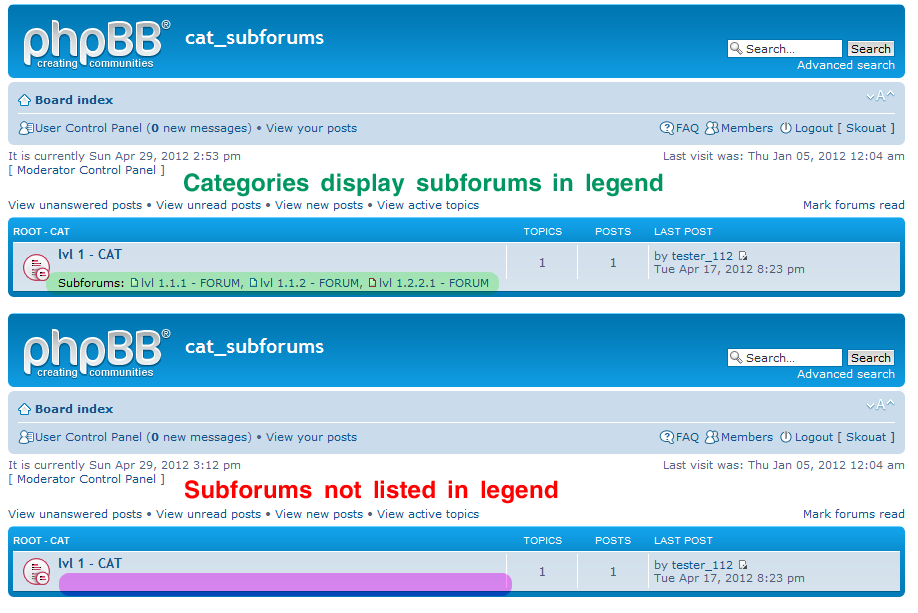 phpBB® cat_subforums
creating communities
Search... Search
Advanced search
Board index A
User Control Panel (0 new messages) • View your posts FAQ Members Logout [ Skouat ]
It is currently Sun Apr 29, 2012 2:53 pm Last visit was: Thu Jan 05, 2012 12:04 am
[ Moderator Control Panel ]
Categories display subforums in legend
View unanswered posts • View unread posts • View new posts • View active topics Mark forums read
ROOT - CAT TOPICS POSTS LAST POST
lvl 1 - CAT 1 1 by tester_112
Tue Apr 17, 2012 8:23 pm
Subforums: lvl 1.1.1 - FORUM, lvl 1.1.2 - FORUM, lvl 1.2.2.1 - FORUM
phpBB® cat_subforums
creating communities
Search... Search
Advanced search
Board index A
User Control Panel (0 new messages) • View your posts FAQ Members Logout [ Skouat ]
It is currently Sun Apr 29, 2012 3:12 pm Last visit was: Thu Jan 05, 2012 12:04 am
[ Moderator Control Panel ]
Subforums not listed in legend
View unanswered posts • View unread posts • View new posts • View active topics Mark forums read
ROOT - CAT TOPICS POSTS LAST POST
lvl 1 - CAT 1 1 by tester_112
Tue Apr 17, 2012 8:23 pm